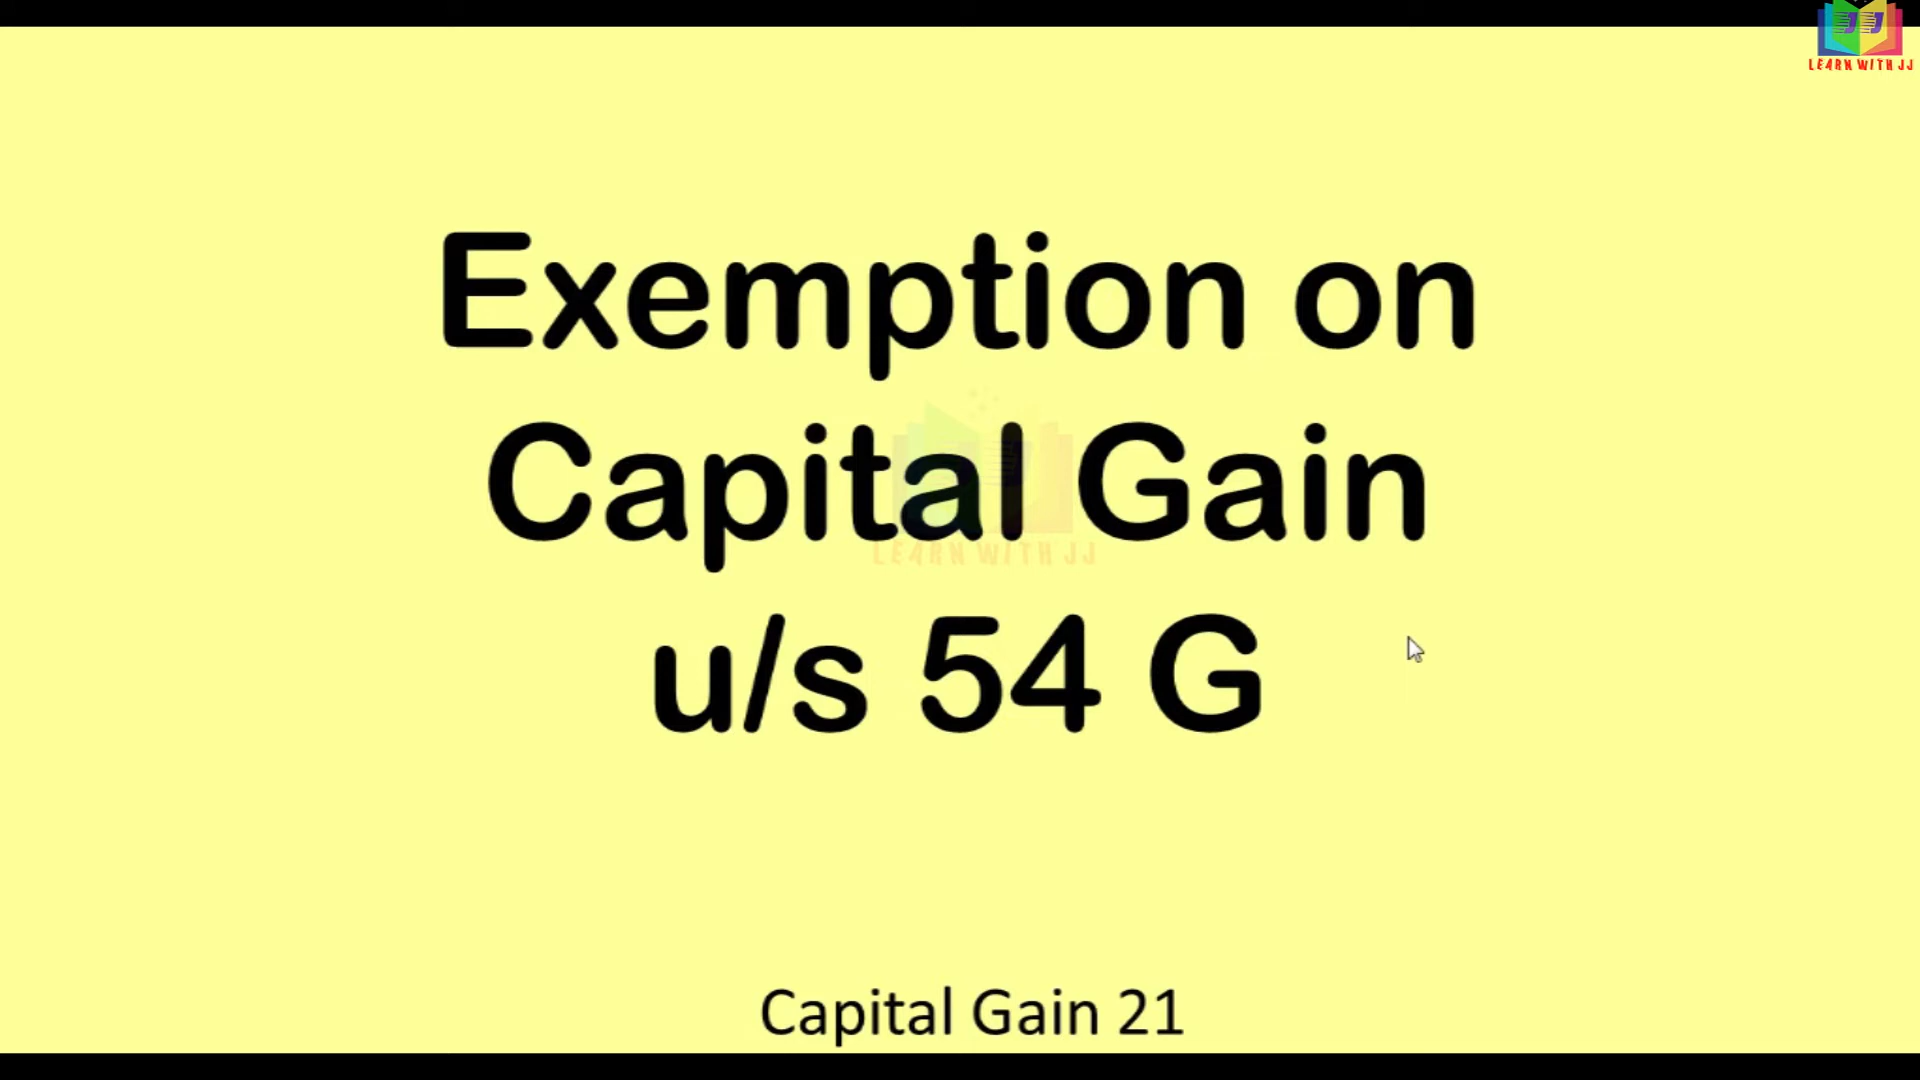 LEARN WITH JJ
Exemption on
Capital Gain
LEARN WITH JJ
u/s 54 G
Capital Gain 21